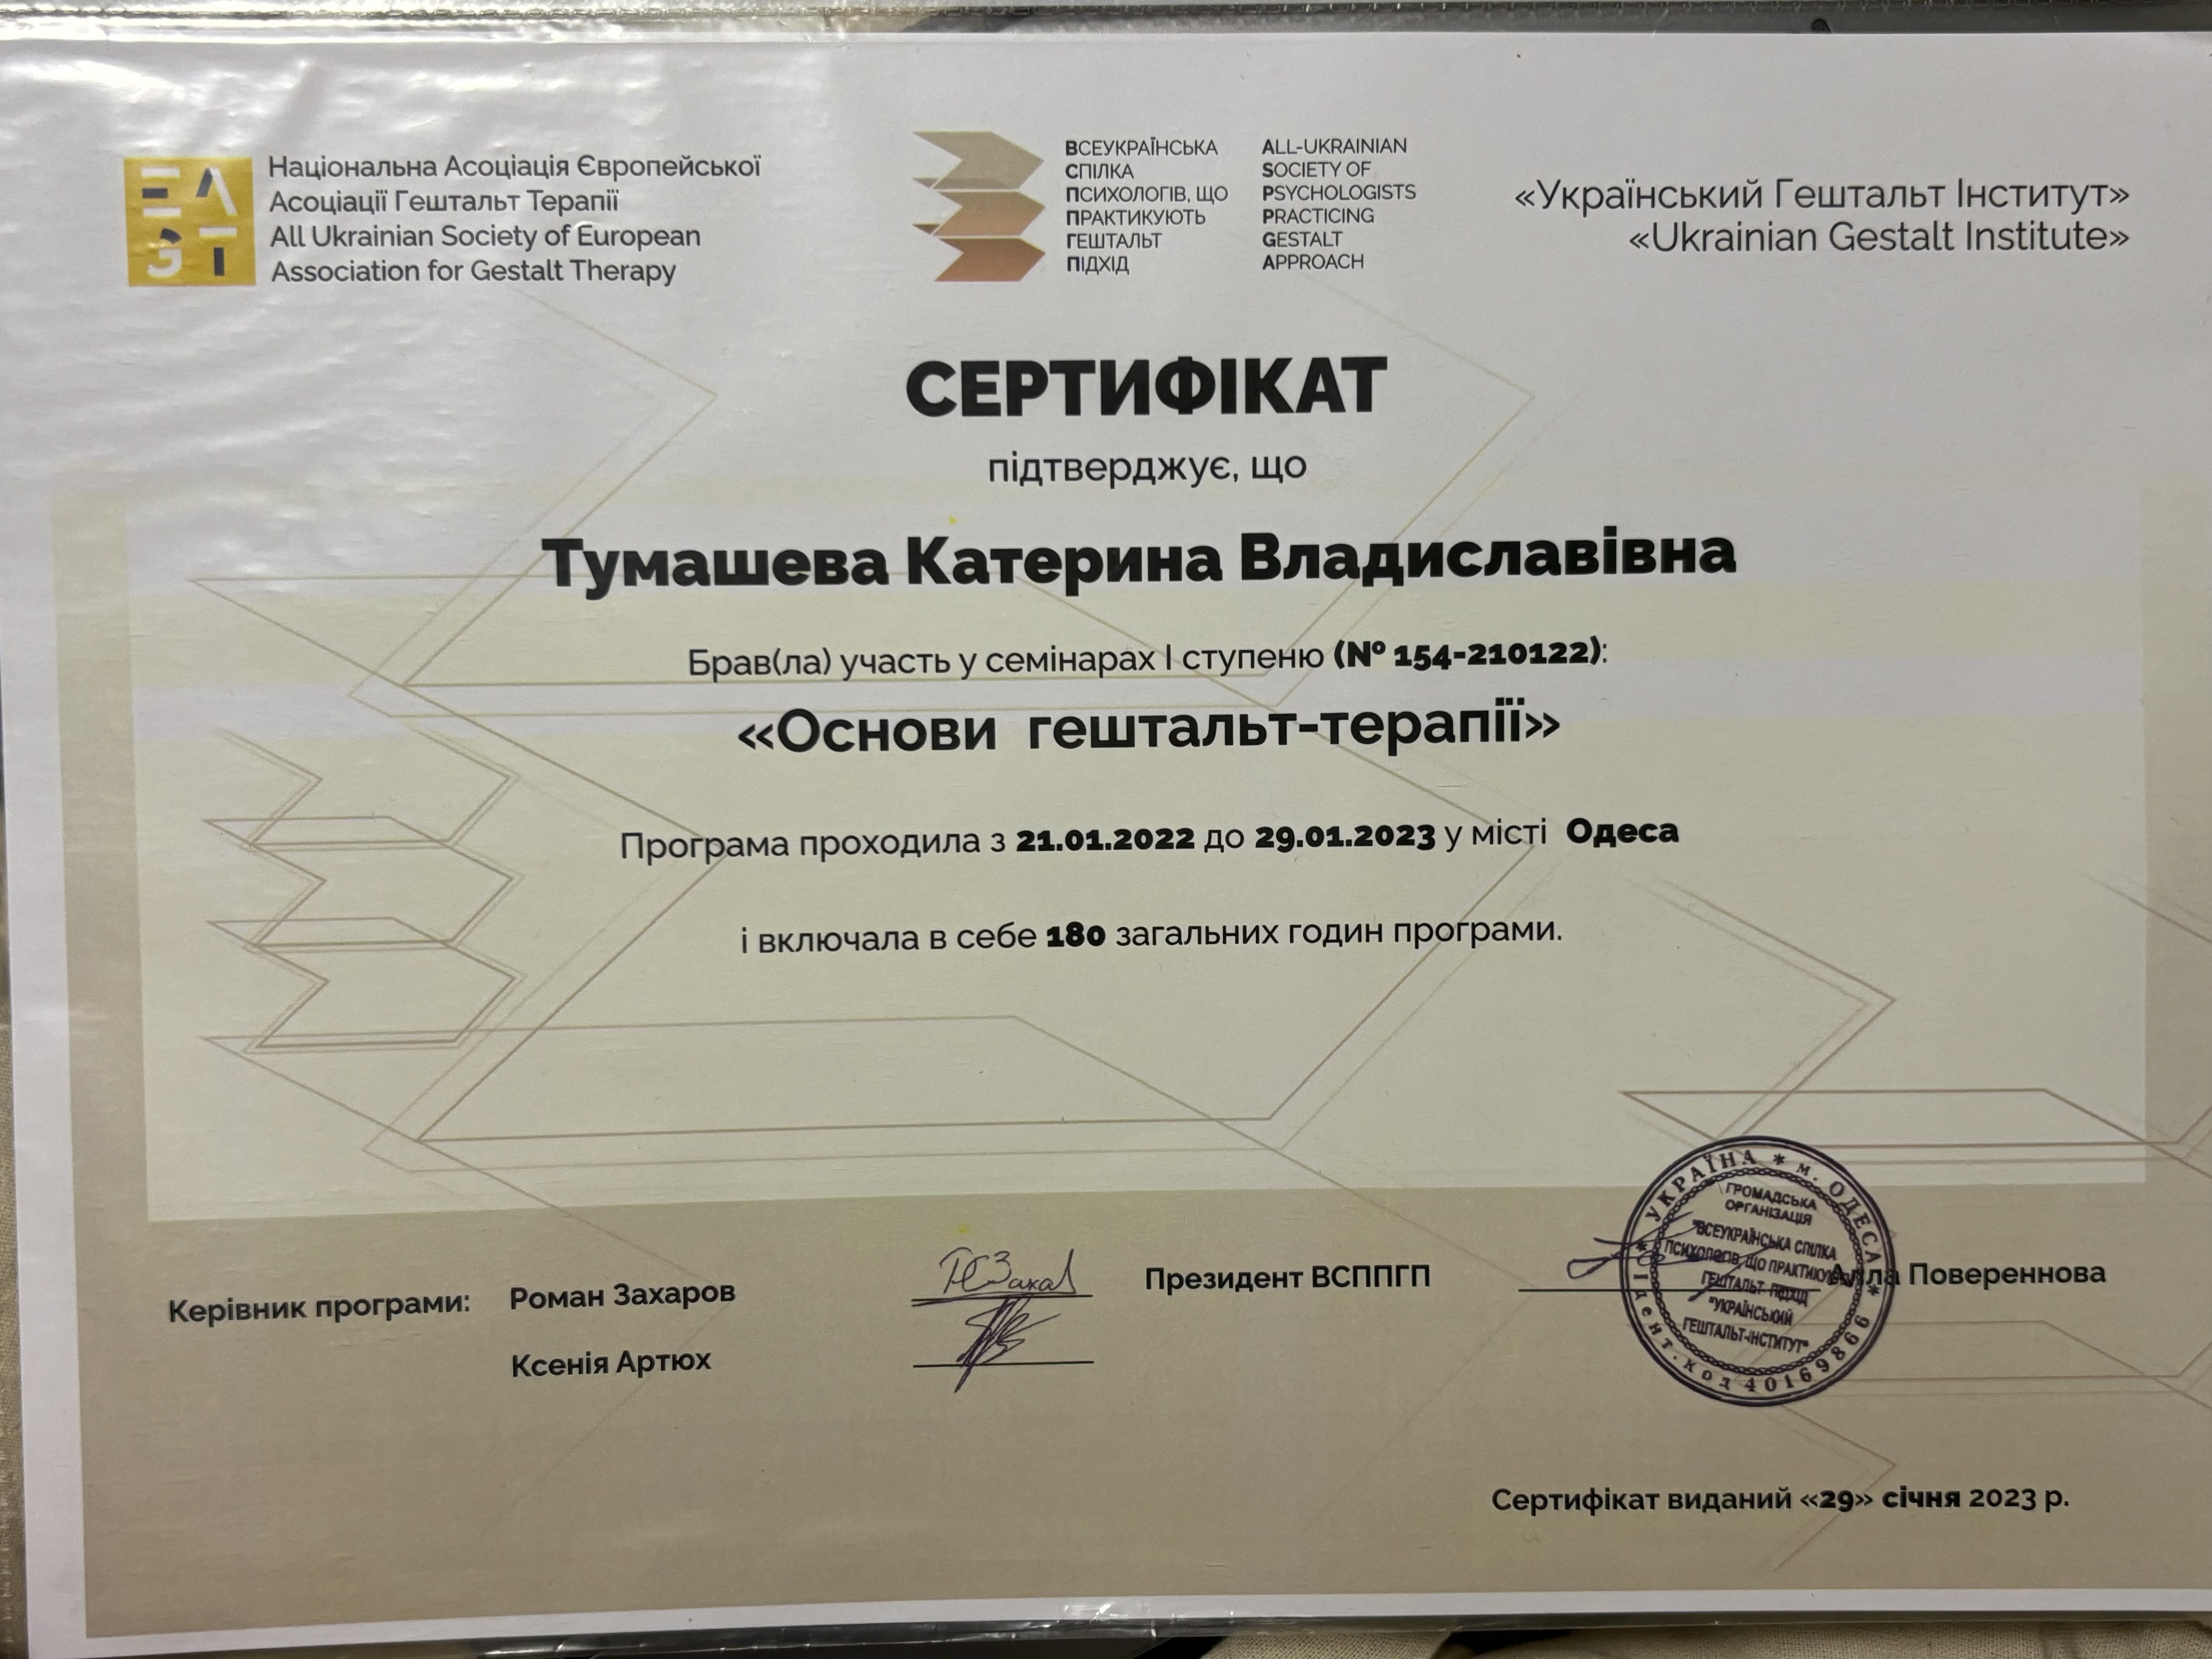 Національна Асоціація Європейської
Асоціації Гештальт Терапії
All Ukrainian Society of European
Association for Gestalt Therapy
EAGT
ВСЕУКРАЇНСЬКА
СПІЛКА
ПСИХОЛОГІВ, ЩО
ПРАКТИКУЮТЬ
ГЕШТАЛЬТ
ПІДХІД
ALL-UKRAINIAN
SOCIETY OF
PSYCHOLOGISTS
PRACTICING
GESTALT
APPROACH
«Український Гештальт Інститут»
«Ukrainian Gestalt Institute»
СЕРТИФІКАТ
підтверджує, що
Тумашева Катерина Владиславівна
Брав(ла) участь у семінарах І ступеню (№ 154-210122):
«Основи гештальт-терапії»
Програма проходила з 21.01.2022 до 29.01.2023 у місті Одеса
і включала в себе 180 загальних годин програми.
Керівник програми: Роман Захаров
Ксенія Артюх
Президент ВСППГП
Алла Повереннова
УКРАЇНА * м. ОДЕСА *
Ідент. код 40169866
ГРОМАДСЬКА
ОРГАНІЗАЦІЯ
"ВСЕУКРАЇНСЬКА СПІЛКА
ПСИХОЛОГІВ, ЩО ПРАКТИКУЮТЬ
ГЕШТАЛЬТ-ПІДХІД
"УКРАЇНСЬКИЙ
ГЕШТАЛЬТ-ІНСТИТУТ"
Сертифікат виданий «29» січня 2023 р.